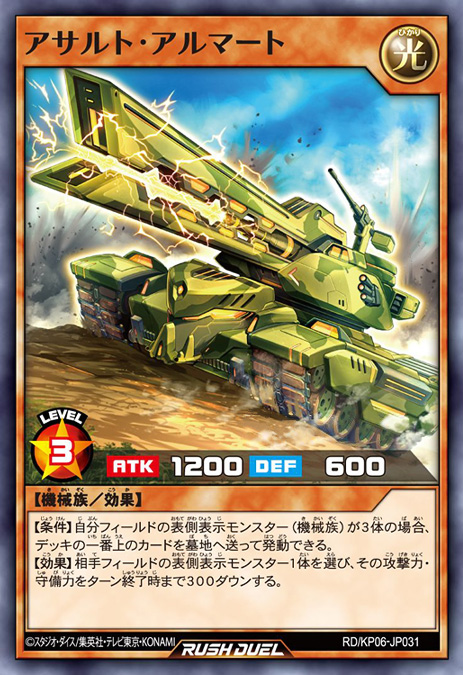 アサルト・アルマート
ひかり
光
LEVEL
3
ATK 1200 DEF 600
【機械族/効果】
【条件】自分フィールドの表側表示モンスター(機械族)が3体の場合、
デッキの一番上のカードを墓地へ送って発動できる。
【効果】相手フィールドの表側表示モンスター1体を選び、その攻撃力・
守備力をターン終了時まで300ダウンする。
©スタジオ・ダイス/集英社・テレビ東京・KONAMI
RUSH DUEL
RD/KP06-JP031